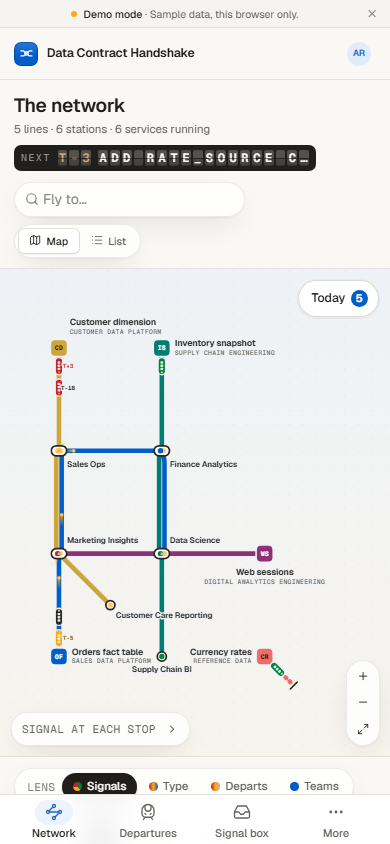 Demo mode · Sample data, this browser only.
Data Contract Handshake
AR
The network
5 lines · 6 stations · 6 services running
NEXT T-3 ADD RATE_SOURCE C…
Fly to...
Map
List
Today 5
Customer dimension
CUSTOMER DATA PLATFORM
CD
Inventory snapshot
SUPPLY CHAIN ENGINEERING
IS
T+3
T-18
Sales Ops
Finance Analytics
Marketing Insights
Data Science
WS
Web sessions
DIGITAL ANALYTICS ENGINEERING
Customer Care Reporting
T-5
OF
Orders fact table
SALES DATA PLATFORM
Supply Chain BI
Currency rates
REFERENCE DATA
CR
SIGNAL AT EACH STOP
LENS Signals Type Departs Teams
Network
Departures
Signal box
More